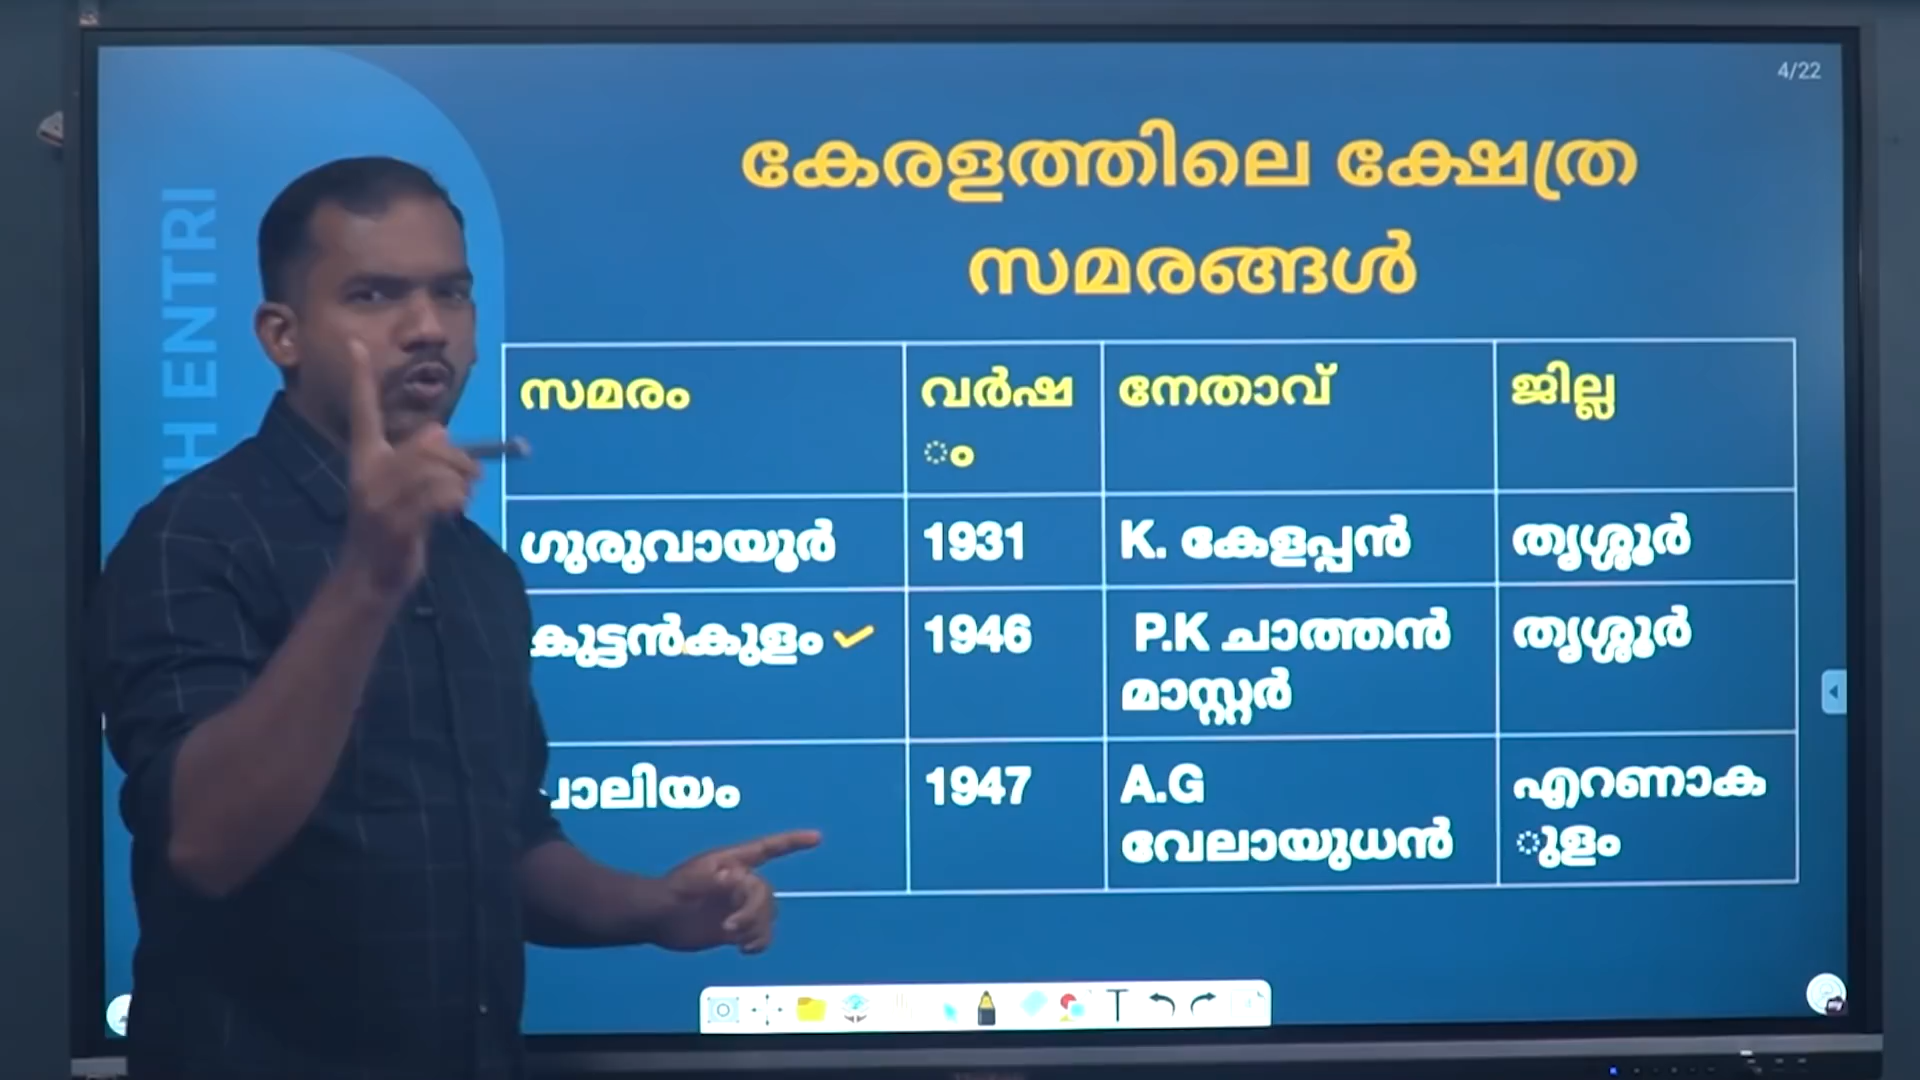 4/22
കേരളത്തിലെ ക്ഷേത്ര
സമരങ്ങൾ
ENTRI
സമരം വർഷ നേതാവ് ജില്ല
ം
ഗുരുവായൂർ 1931 K. കേളപ്പൻ തൃശ്ശൂർ
കുട്ടൻകുളം 1946 P.K ചാത്തൻ തൃശ്ശൂർ
മാസ്റ്റർ
പാലിയം 1947 A.G എറണാക
വേലായുധൻ ുളം
T